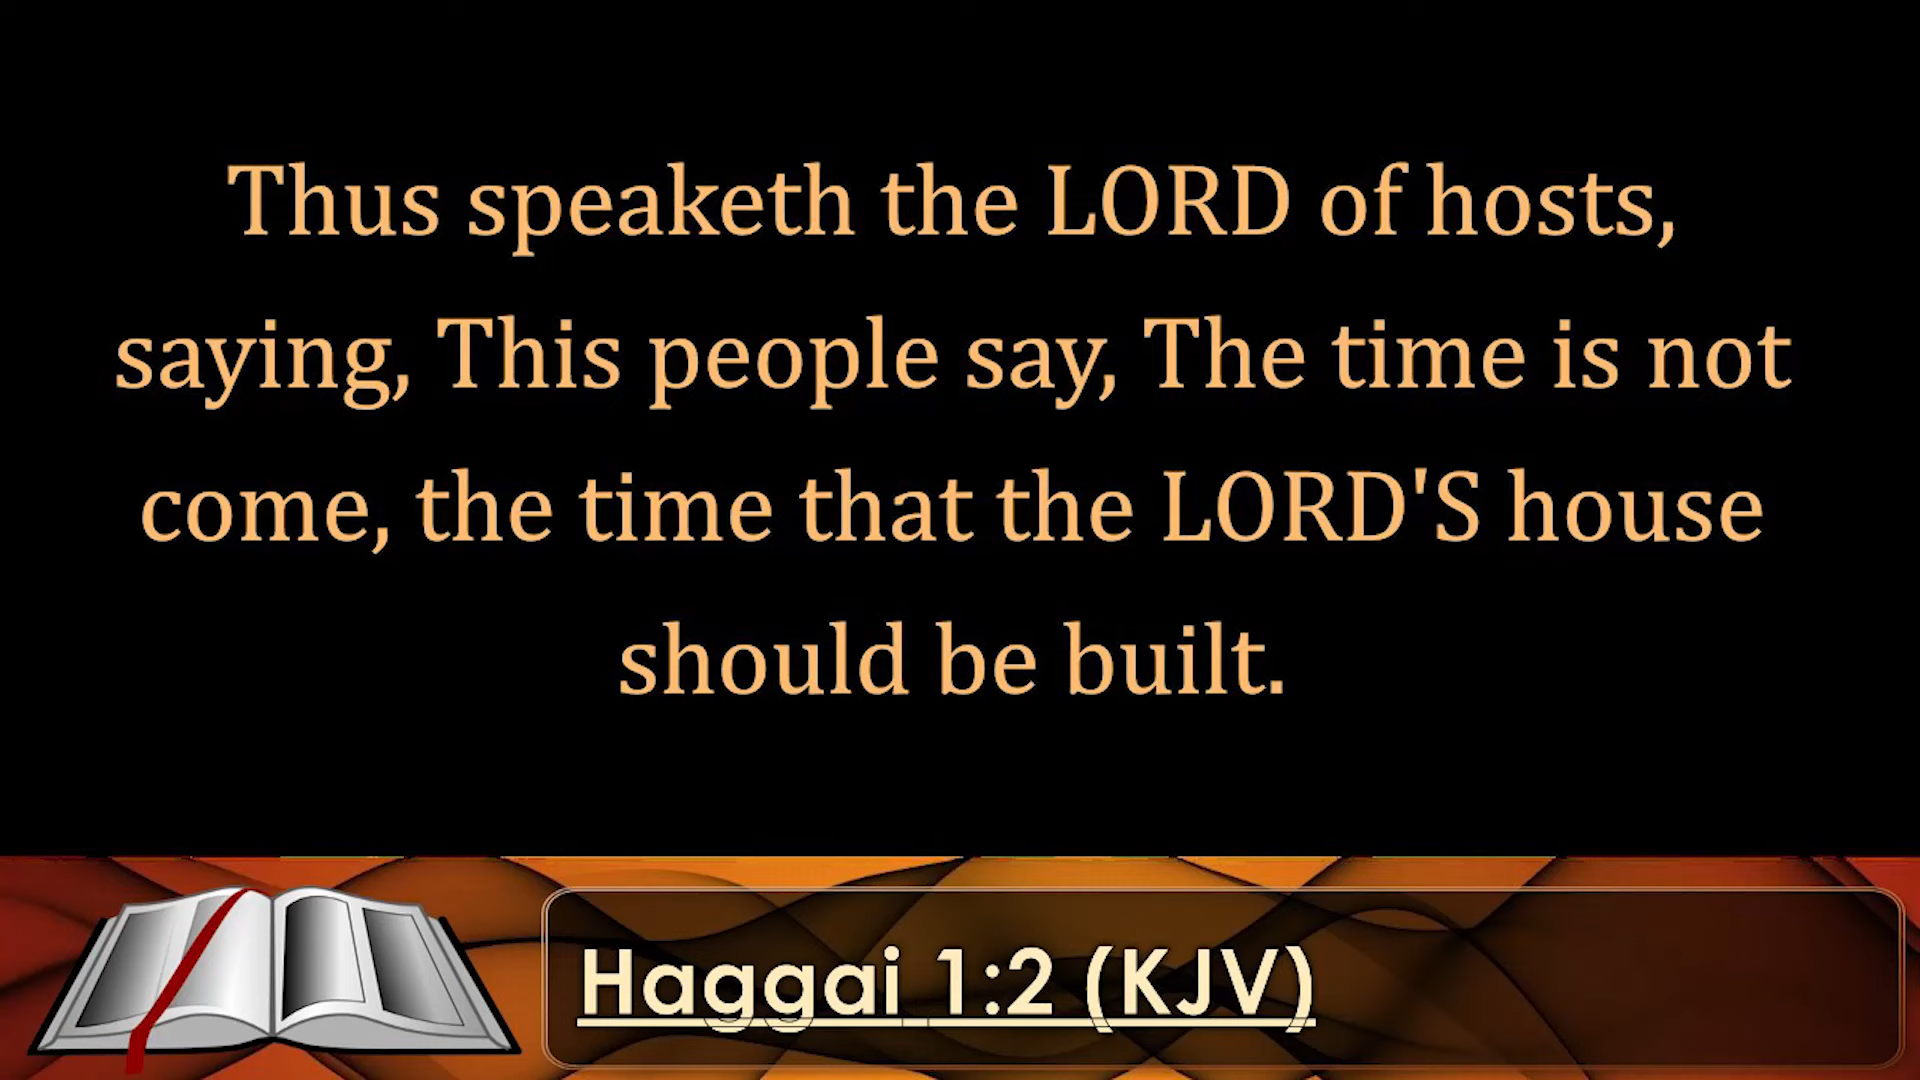 Thus speaketh the LORD of hosts,
saying, This people say, The time is not
come, the time that the LORD'S house
should be built.
Haggai 1:2 (KJV)